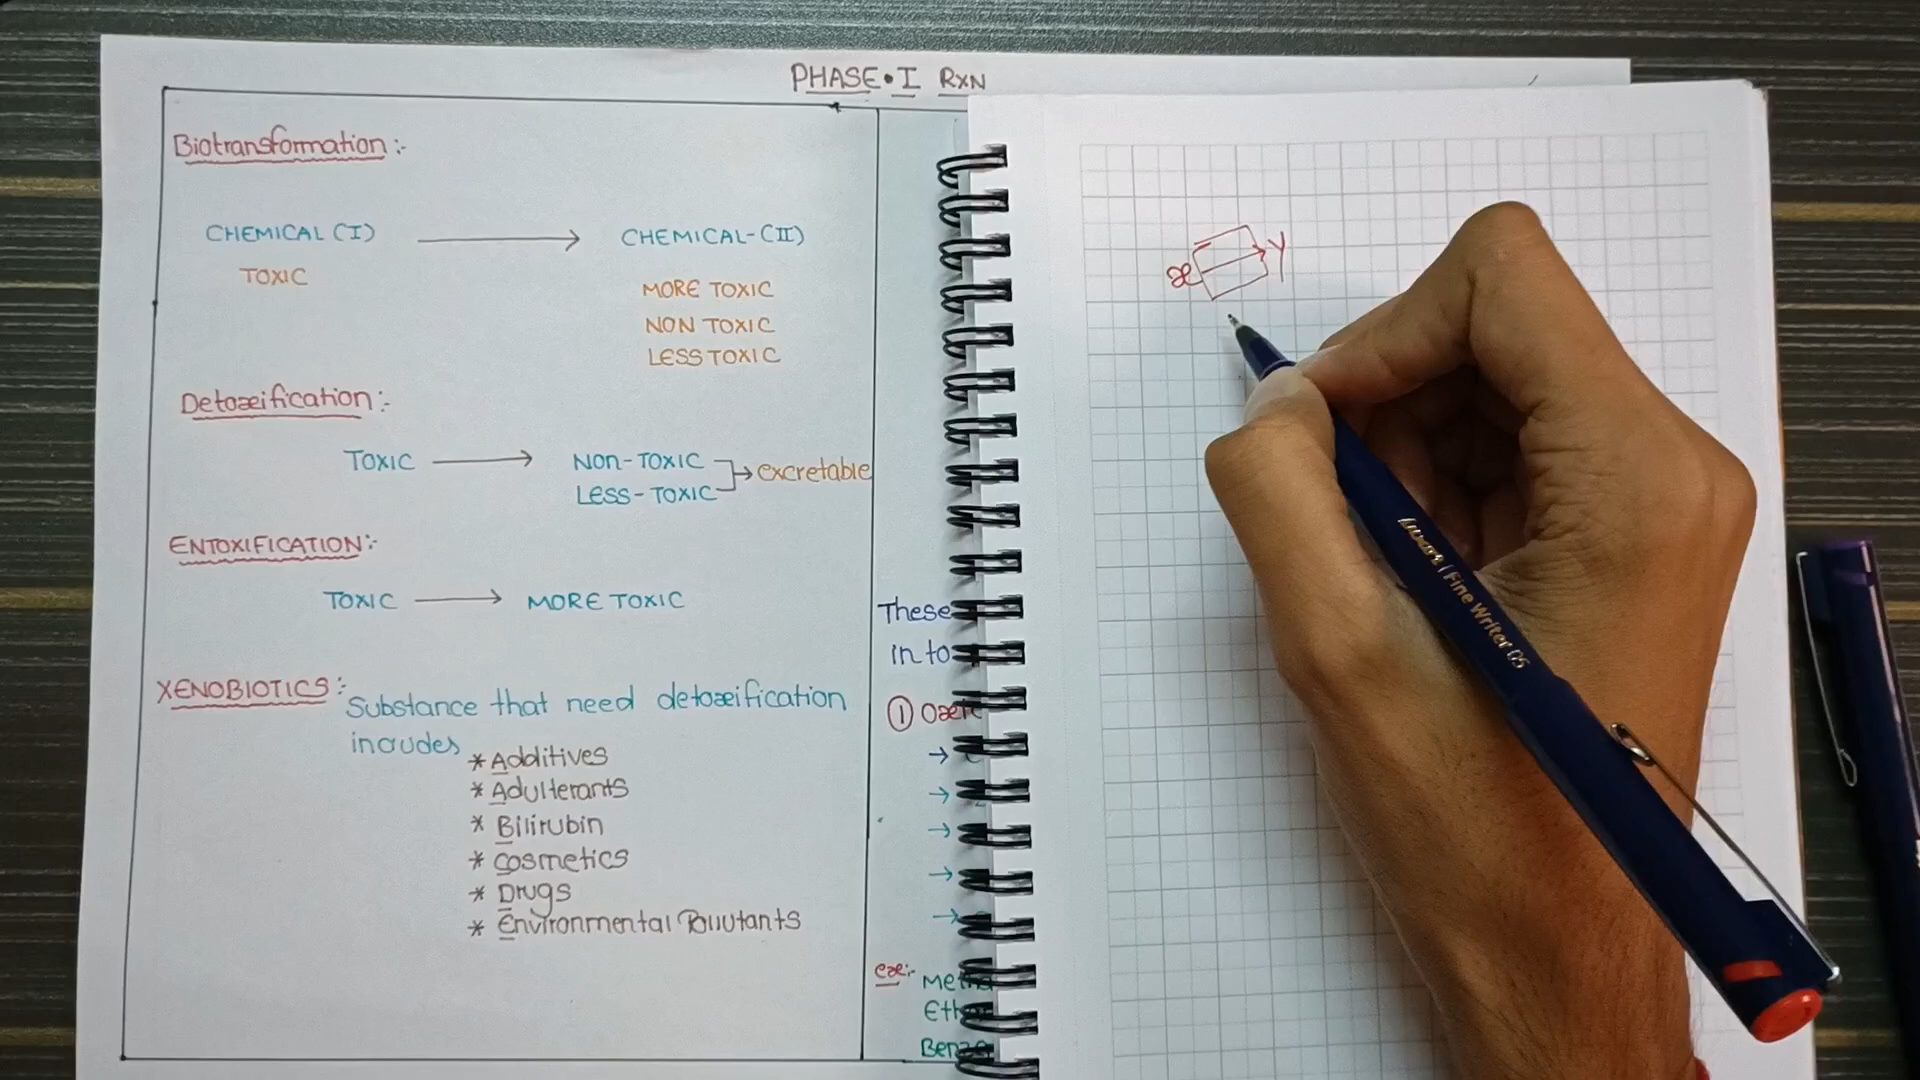 PHASE•I RXN
Biotransformation:-
CHEMICAL (I) → CHEMICAL-(II)
TOXIC
MORE TOXIC
NON TOXIC
LESS TOXIC
Detoxification:-
TOXIC → NON-TOXIC
LESS-TOXIC → excretable
ENTOXIFICATION:-
TOXIC → MORE TOXIC
XENOBIOTICS:- Substance that need detoxification
incudes
* Additives
* Adulterants
* Bilirubin
* Cosmetics
* Drugs
* Environmental Pollutants
These
in to
① 
→
→
→
→
→
ex:-
x → y
Luxor | Fine Writer 05